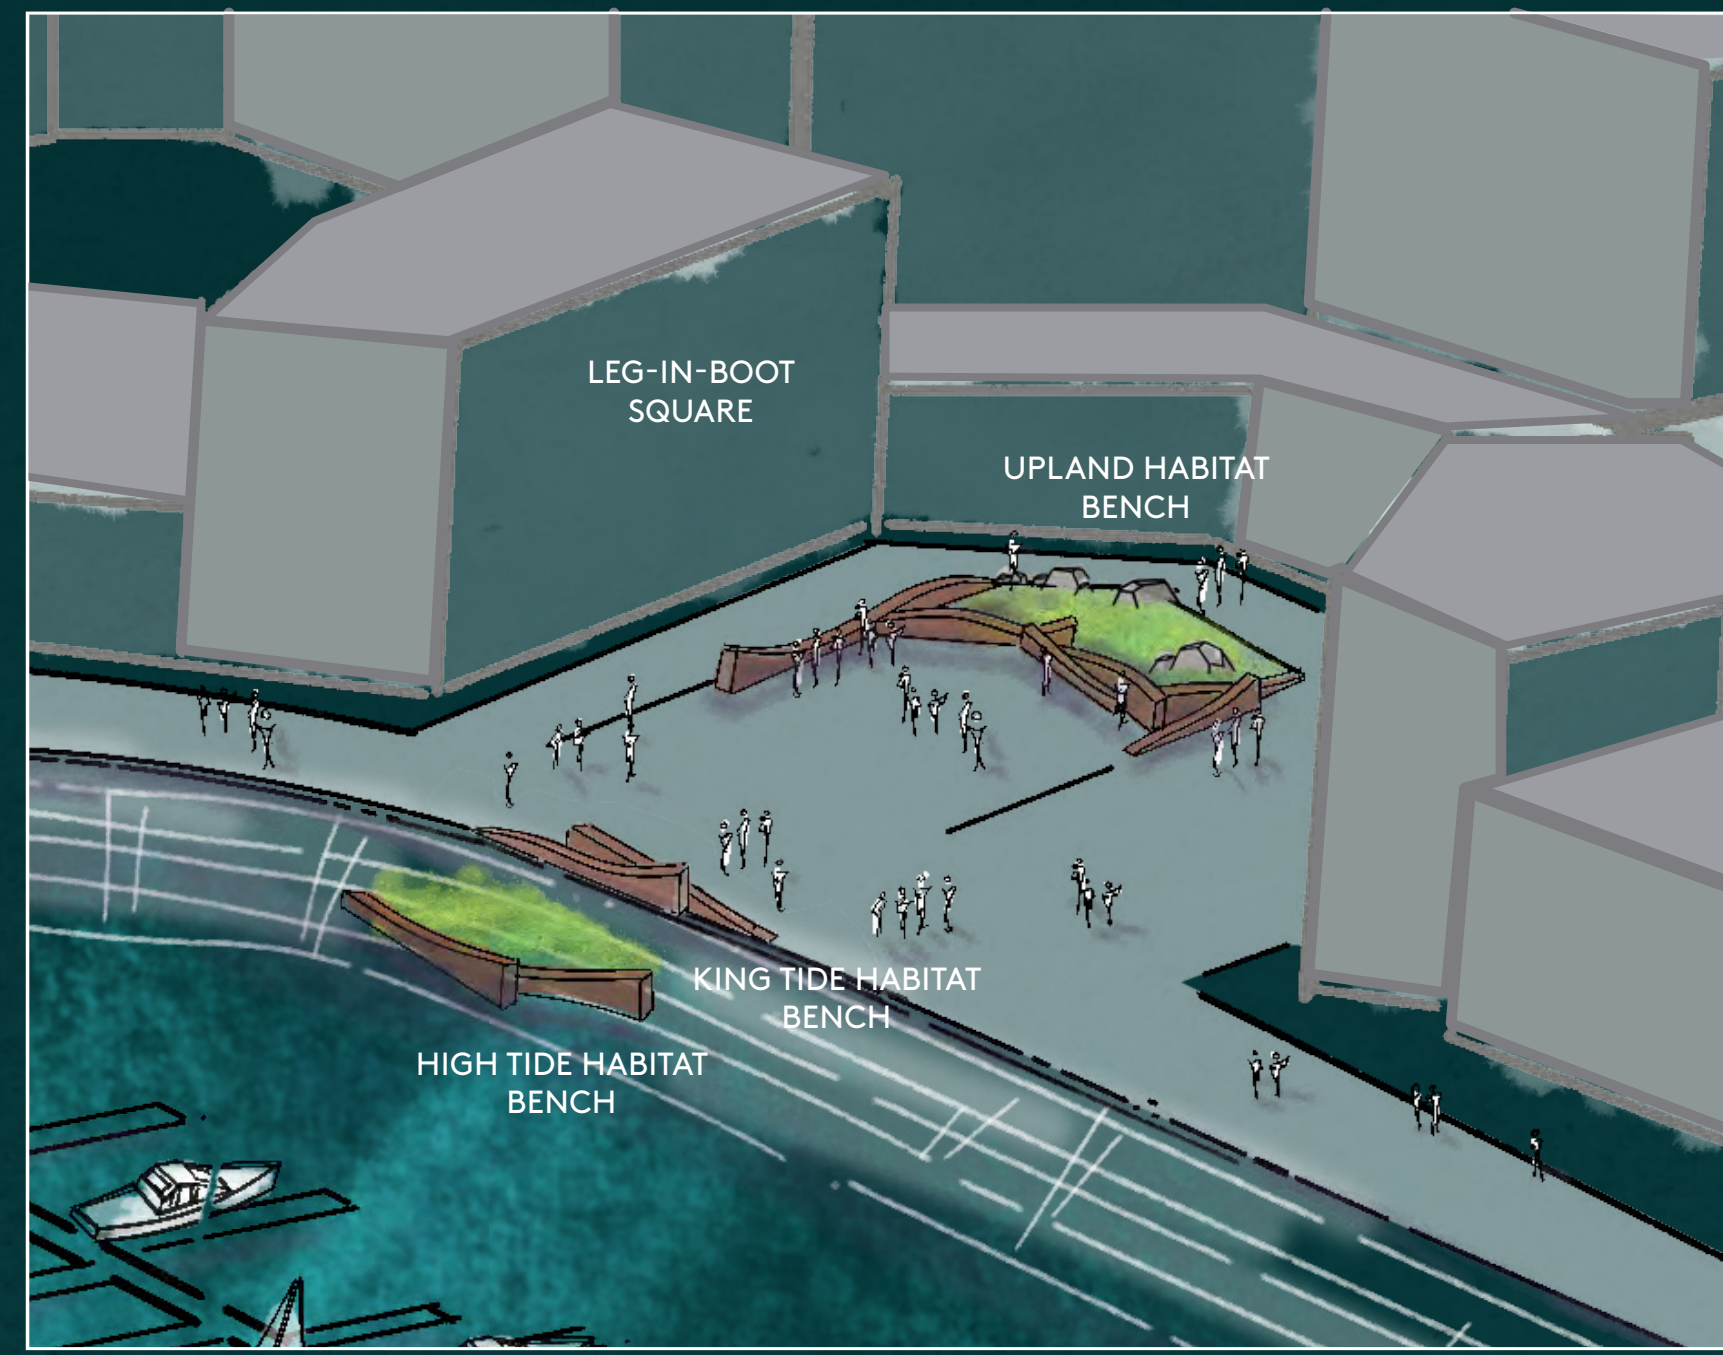 LEG-IN-BOOT
SQUARE
UPLAND HABITAT
BENCH
KING TIDE HABITAT
BENCH
HIGH TIDE HABITAT
BENCH